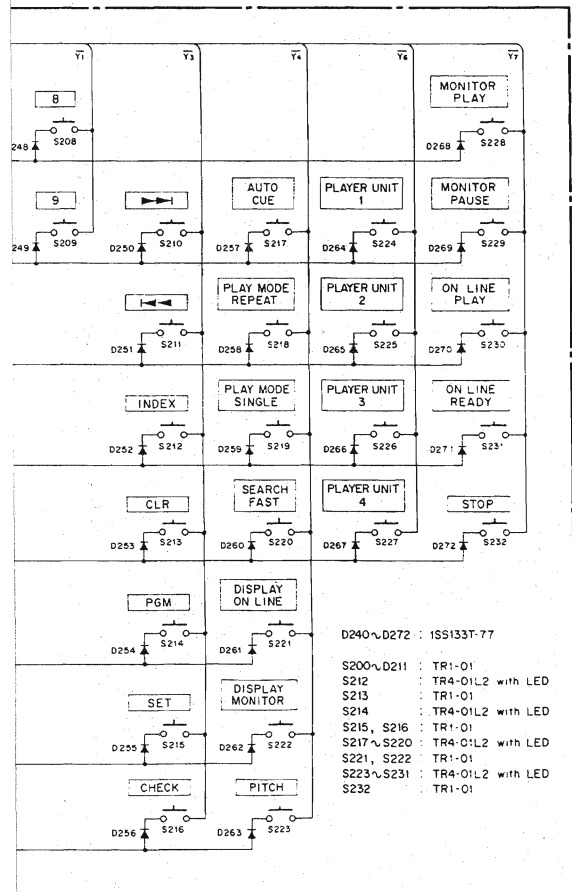 Y1 Y3 Y4 Y6 Y7
8 MONITOR
PLAY
248 S208 D268 S228
9 AUTO
CUE PLAYER UNIT
1 MONITOR
PAUSE
249 S209 D250 S210 D257 S217 D264 S224 D269 S229
PLAY MODE
REPEAT PLAYER UNIT
2 ON LINE
PLAY
D251 S211 D258 S218 D265 S225 D270 S230
INDEX PLAY MODE
SINGLE PLAYER UNIT
3 ON LINE
READY
D252 S212 D259 S219 D266 S226 D271 S231
CLR SEARCH
FAST PLAYER UNIT
4 STOP
D253 S213 D260 S220 D267 S227 D272 S232
PGM DISPLAY
ON LINE
D254 S214 D261 S221
SET DISPLAY
MONITOR
D255 S215 D262 S222
CHECK PITCH
D256 S216 D263 S223
D240~D272 : 1SS133T-77
S200~D211 : TR1-01
S212 : TR4-01L2 with LED
S213 : TR1-01
S214 : TR4-01L2 with LED
S215, S216 : TR1-01
S217~S220 : TR4-01L2 with LED
S221, S222 : TR1-01
S223~S231 : TR4-01L2 with LED
S232 : TR1-01